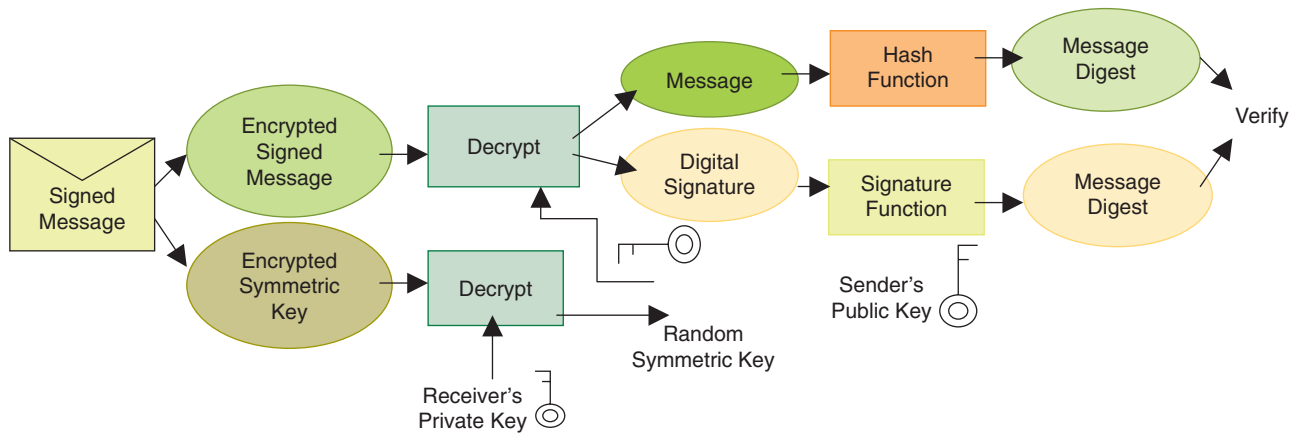 Signed
Message
Encrypted
Signed
Message
Encrypted
Symmetric
Key
Decrypt
Decrypt
Receiver's
Private Key
Random
Symmetric Key
Message
Digital
Signature
Hash
Function
Signature
Function
Sender's
Public Key
Message
Digest
Message
Digest
Verify